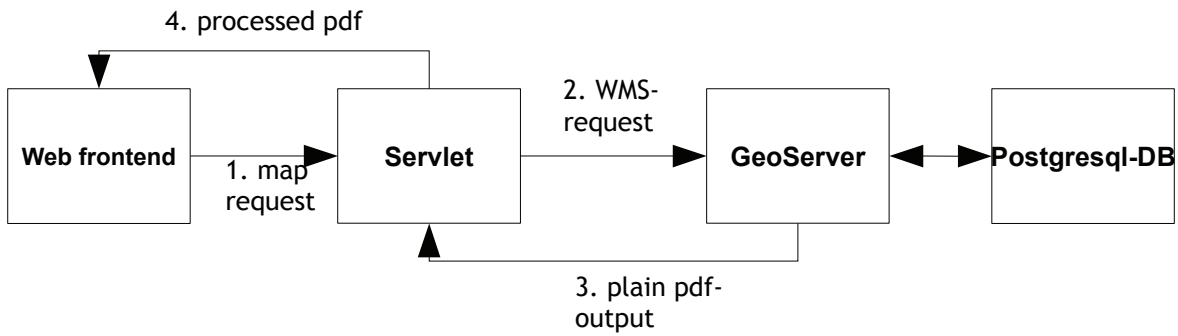 4. processed pdf
2. WMS-
request
Web frontend
Servlet
GeoServer
Postgresql-DB
1. map
request
3. plain pdf-
output